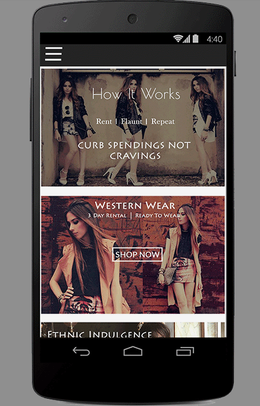 4:40
How It Works
Rent | Flaunt | Repeat
CURB SPENDINGS NOT
CRAVINGS
WESTERN WEAR
3 DAY RENTAL | READY TO WEAR
SHOP NOW
ETHNIC INDULGENCE